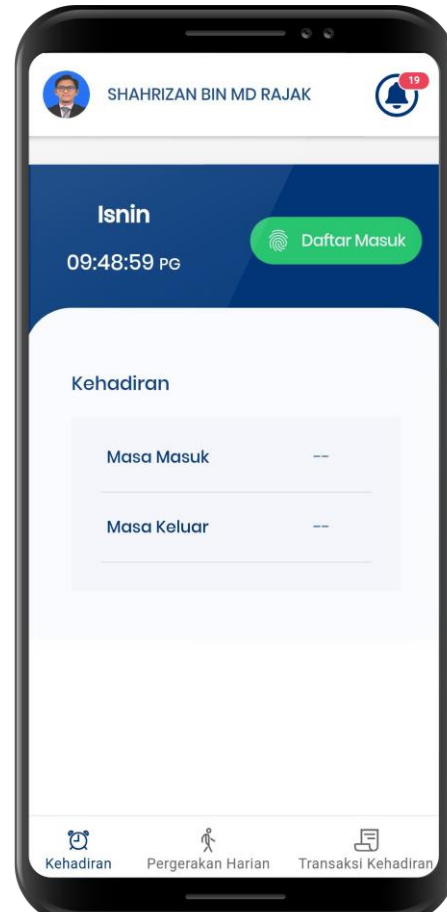 SHAHRIZAN BIN MD RAJAK
19
Isnin
09:48:59 PG
Daftar Masuk
Kehadiran
Masa Masuk --
Masa Keluar --
Kehadiran Pergerakan Harian Transaksi Kehadiran